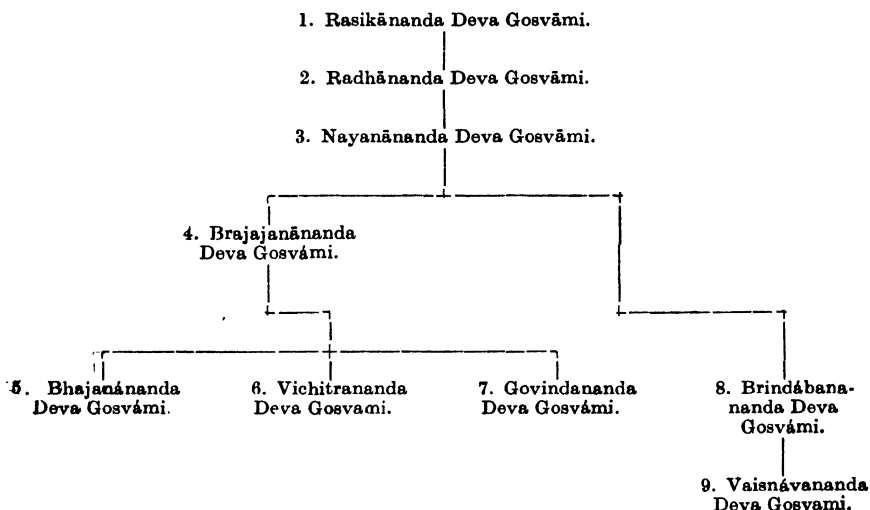 1. Rasikānanda Deva Gosvāmi.
2. Radhānanda Deva Gosvāmi.
3. Nayanānanda Deva Gosvāmi.
4. Brajajanānanda
Deva Gosvámi.
5. Bhajanánanda
Deva Gosvámi.
6. Vichitrananda
Deva Gosvami.
7. Govindananda
Deva Gosvámi.
8. Brindábana-
nanda Deva
Gosvámi.
9. Vaisnávananda
Deva Gosvami.